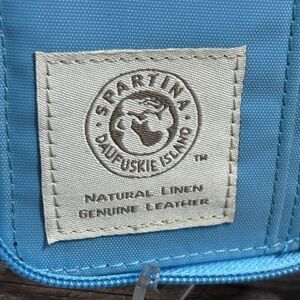 SPARTINA
DAUFUSKIE ISLAND
TM
NATURAL LINEN
GENUINE LEATHER